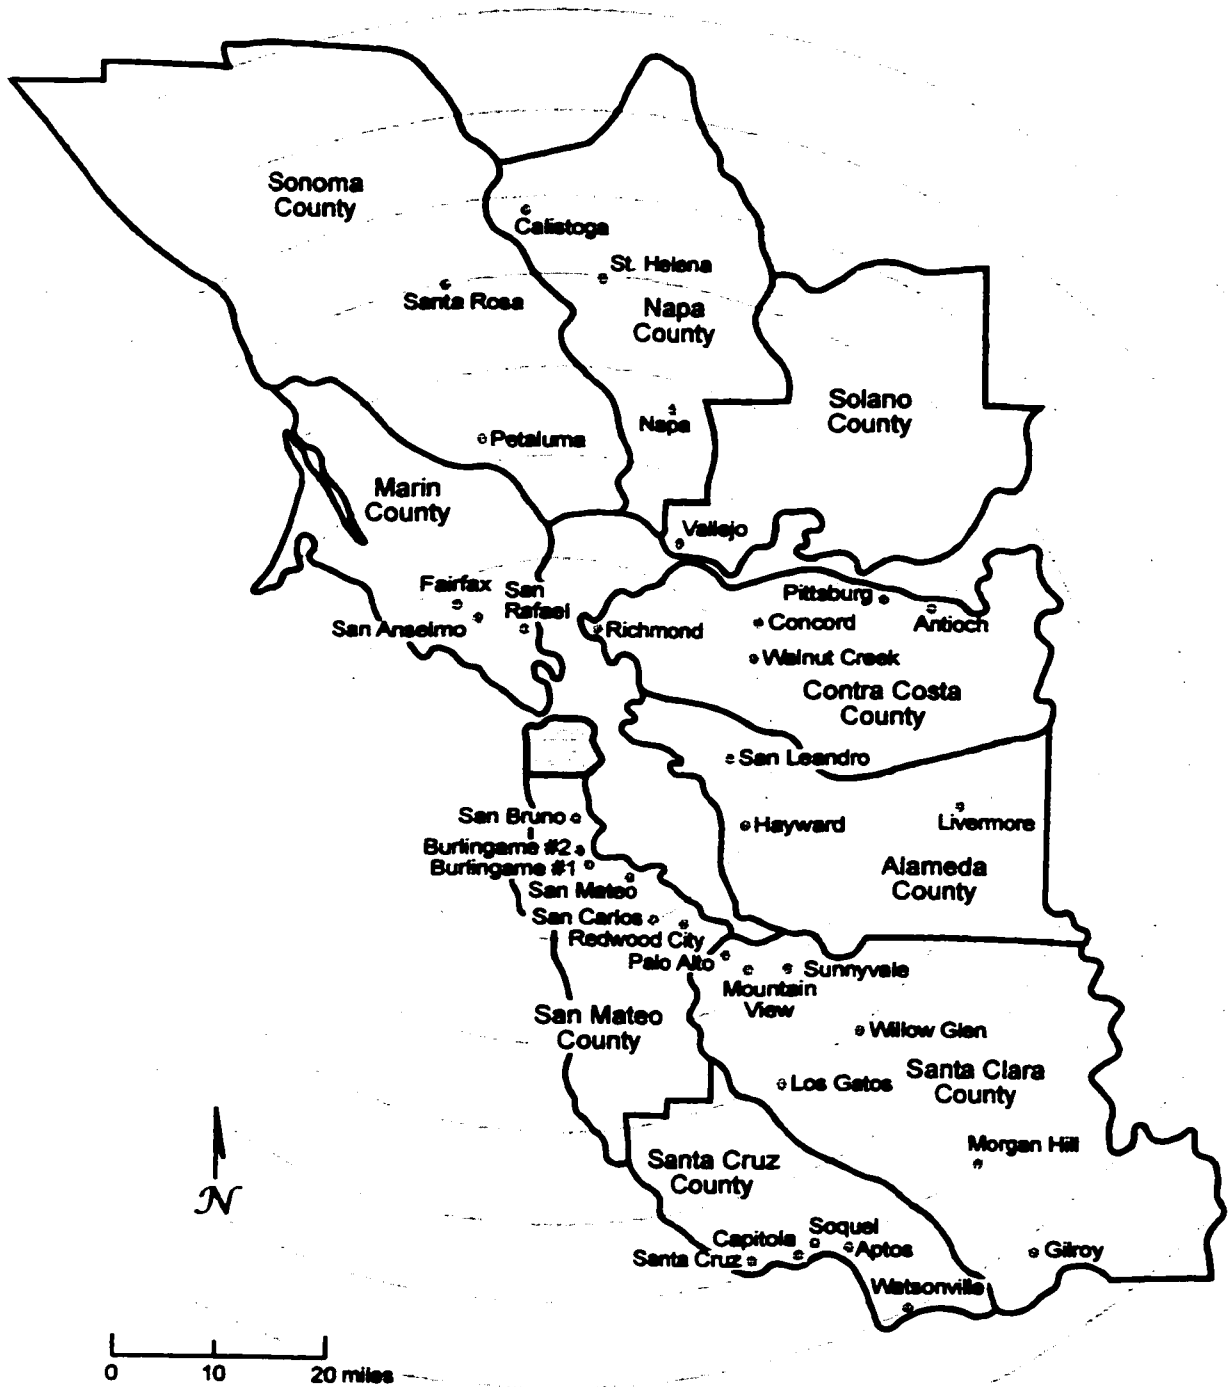 Sonoma
County
Calistoga
St. Helena
Santa Rosa
Napa
County
Solano
County
Napa
Petaluma
Marin
County
Vallejo
Fairfax
San
Rafael
San Anselmo
Richmond
Pittsburg
Concord
Antioch
Walnut Creek
Contra Costa
County
San Leandro
San Bruno
Hayward
Livermore
Burlingame #2
Burlingame #1
Alameda
County
San Mateo
San Carlos
Redwood City
Palo Alto
Sunnyvale
Mountain
View
San Mateo
County
Willow Glen
Los Gatos
Santa Clara
County
Morgan Hill
Santa Cruz
County
N
Soquel
Capitola
Aptos
Santa Cruz
Gilroy
Watsonville
0 10 20 miles